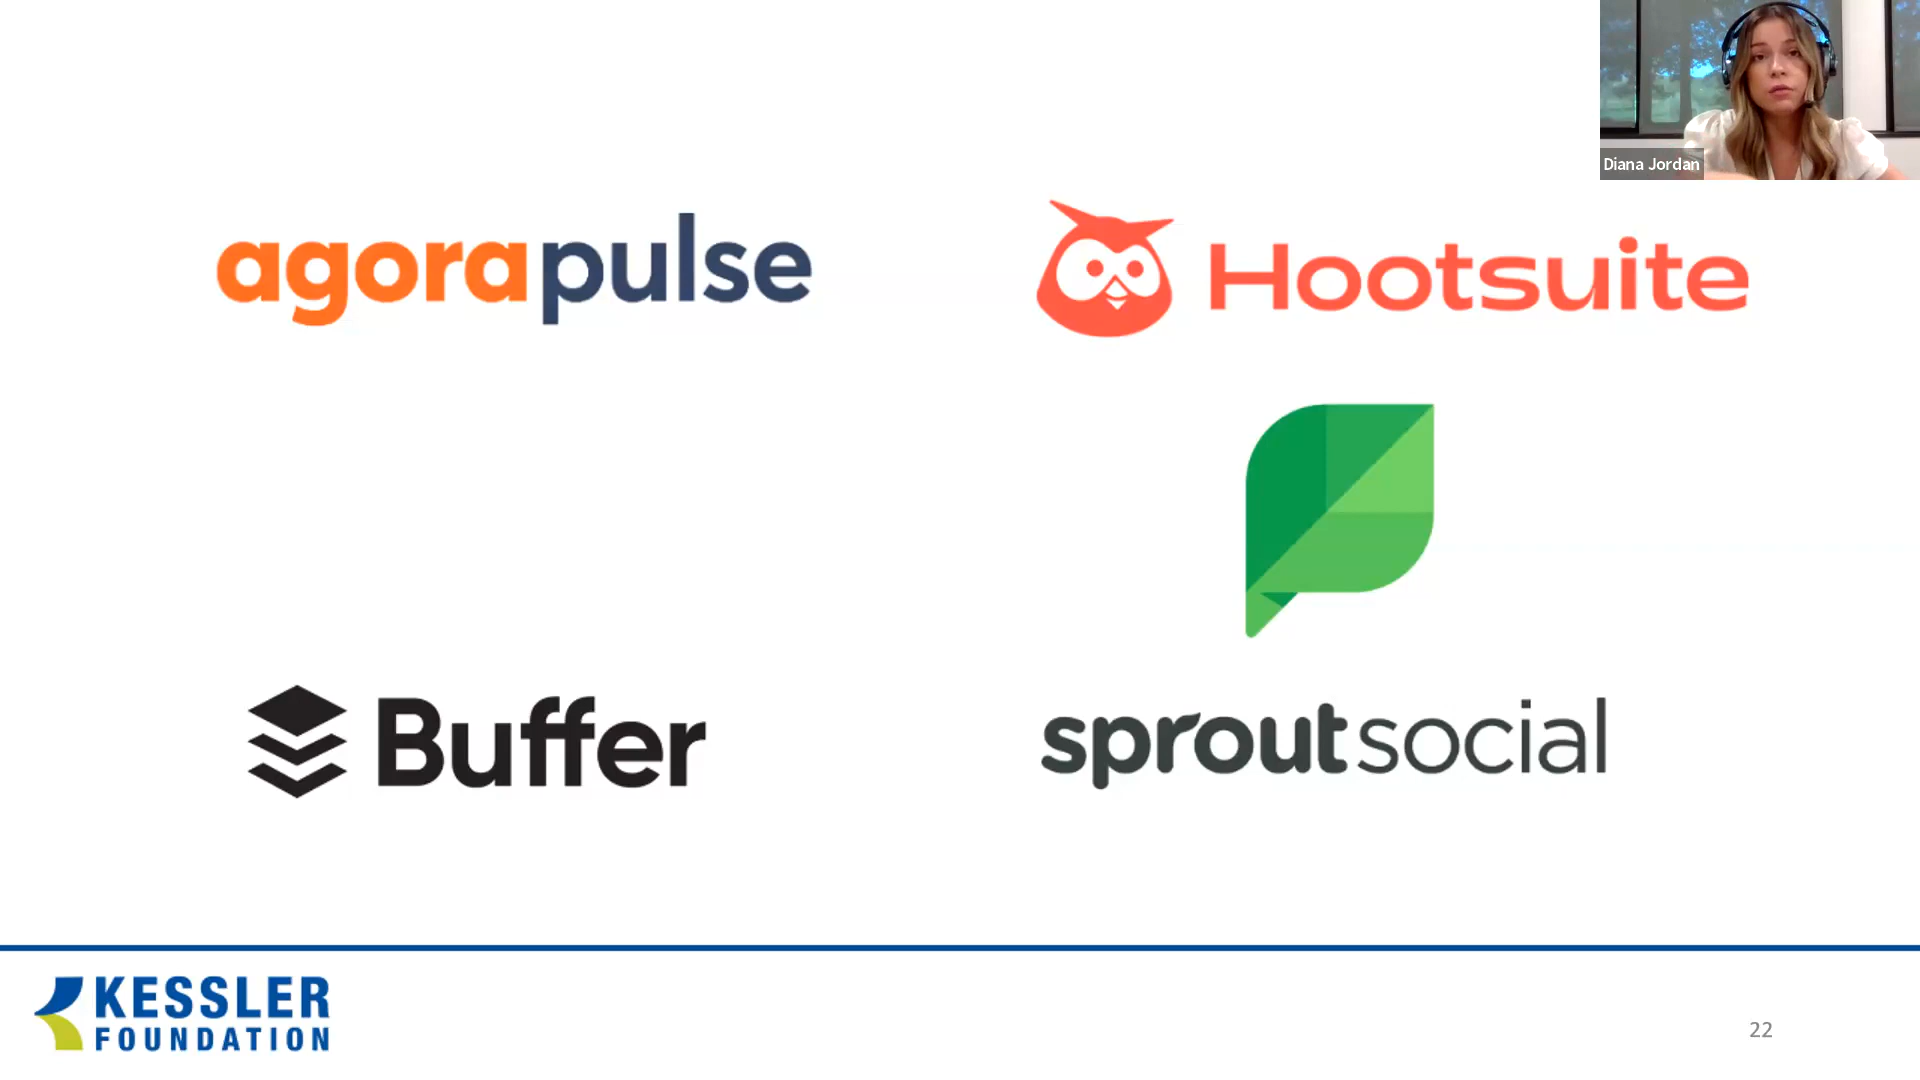 Diana Jordan
agorapulse
Hootsuite
Buffer
sproutsocial
KESSLER
FOUNDATION
22